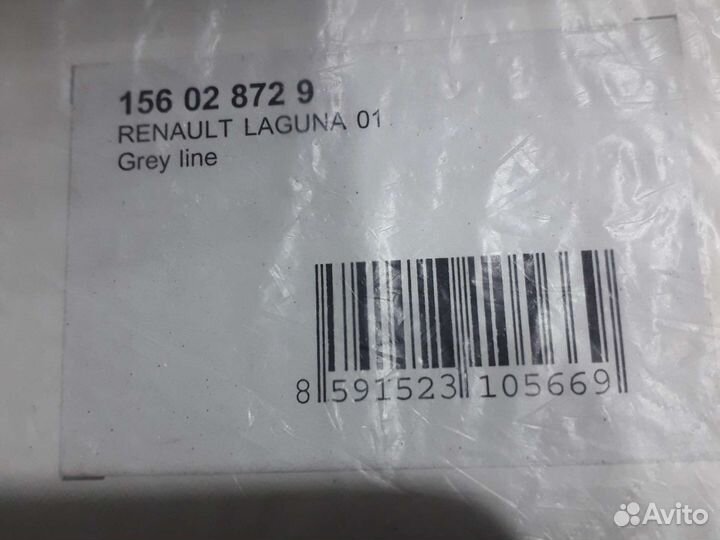 156 02 872 9
RENAULT LAGUNA 01
Grey line
8 591523 105669
Avito